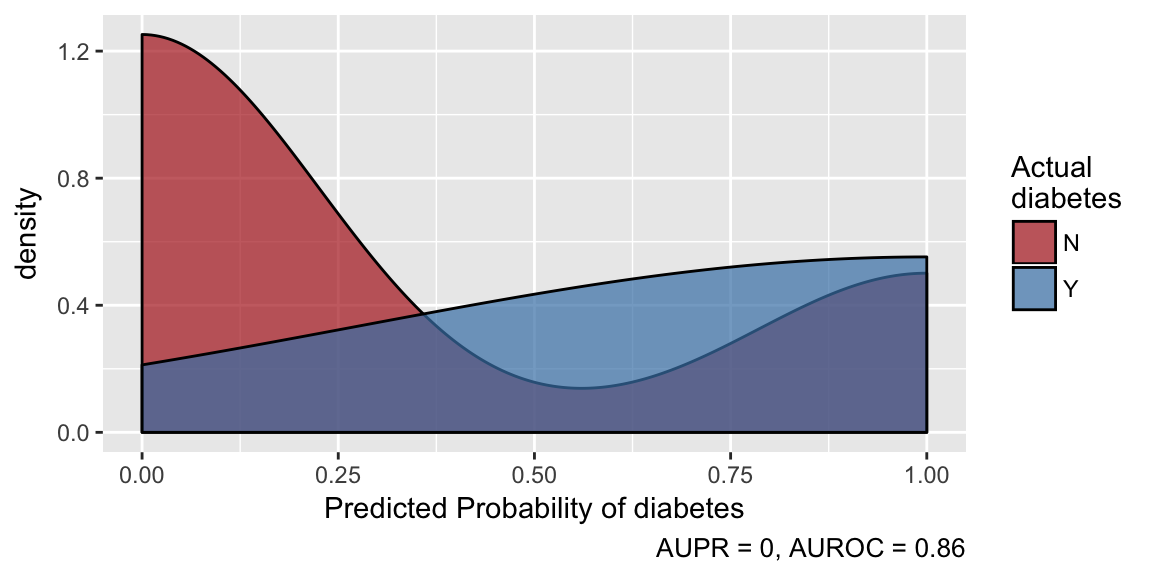 1.2
0.8
0.4
0.0
density
0.00 0.25 0.50 0.75 1.00
Predicted Probability of diabetes
AUPR = 0, AUROC = 0.86
Actual
diabetes
N
Y